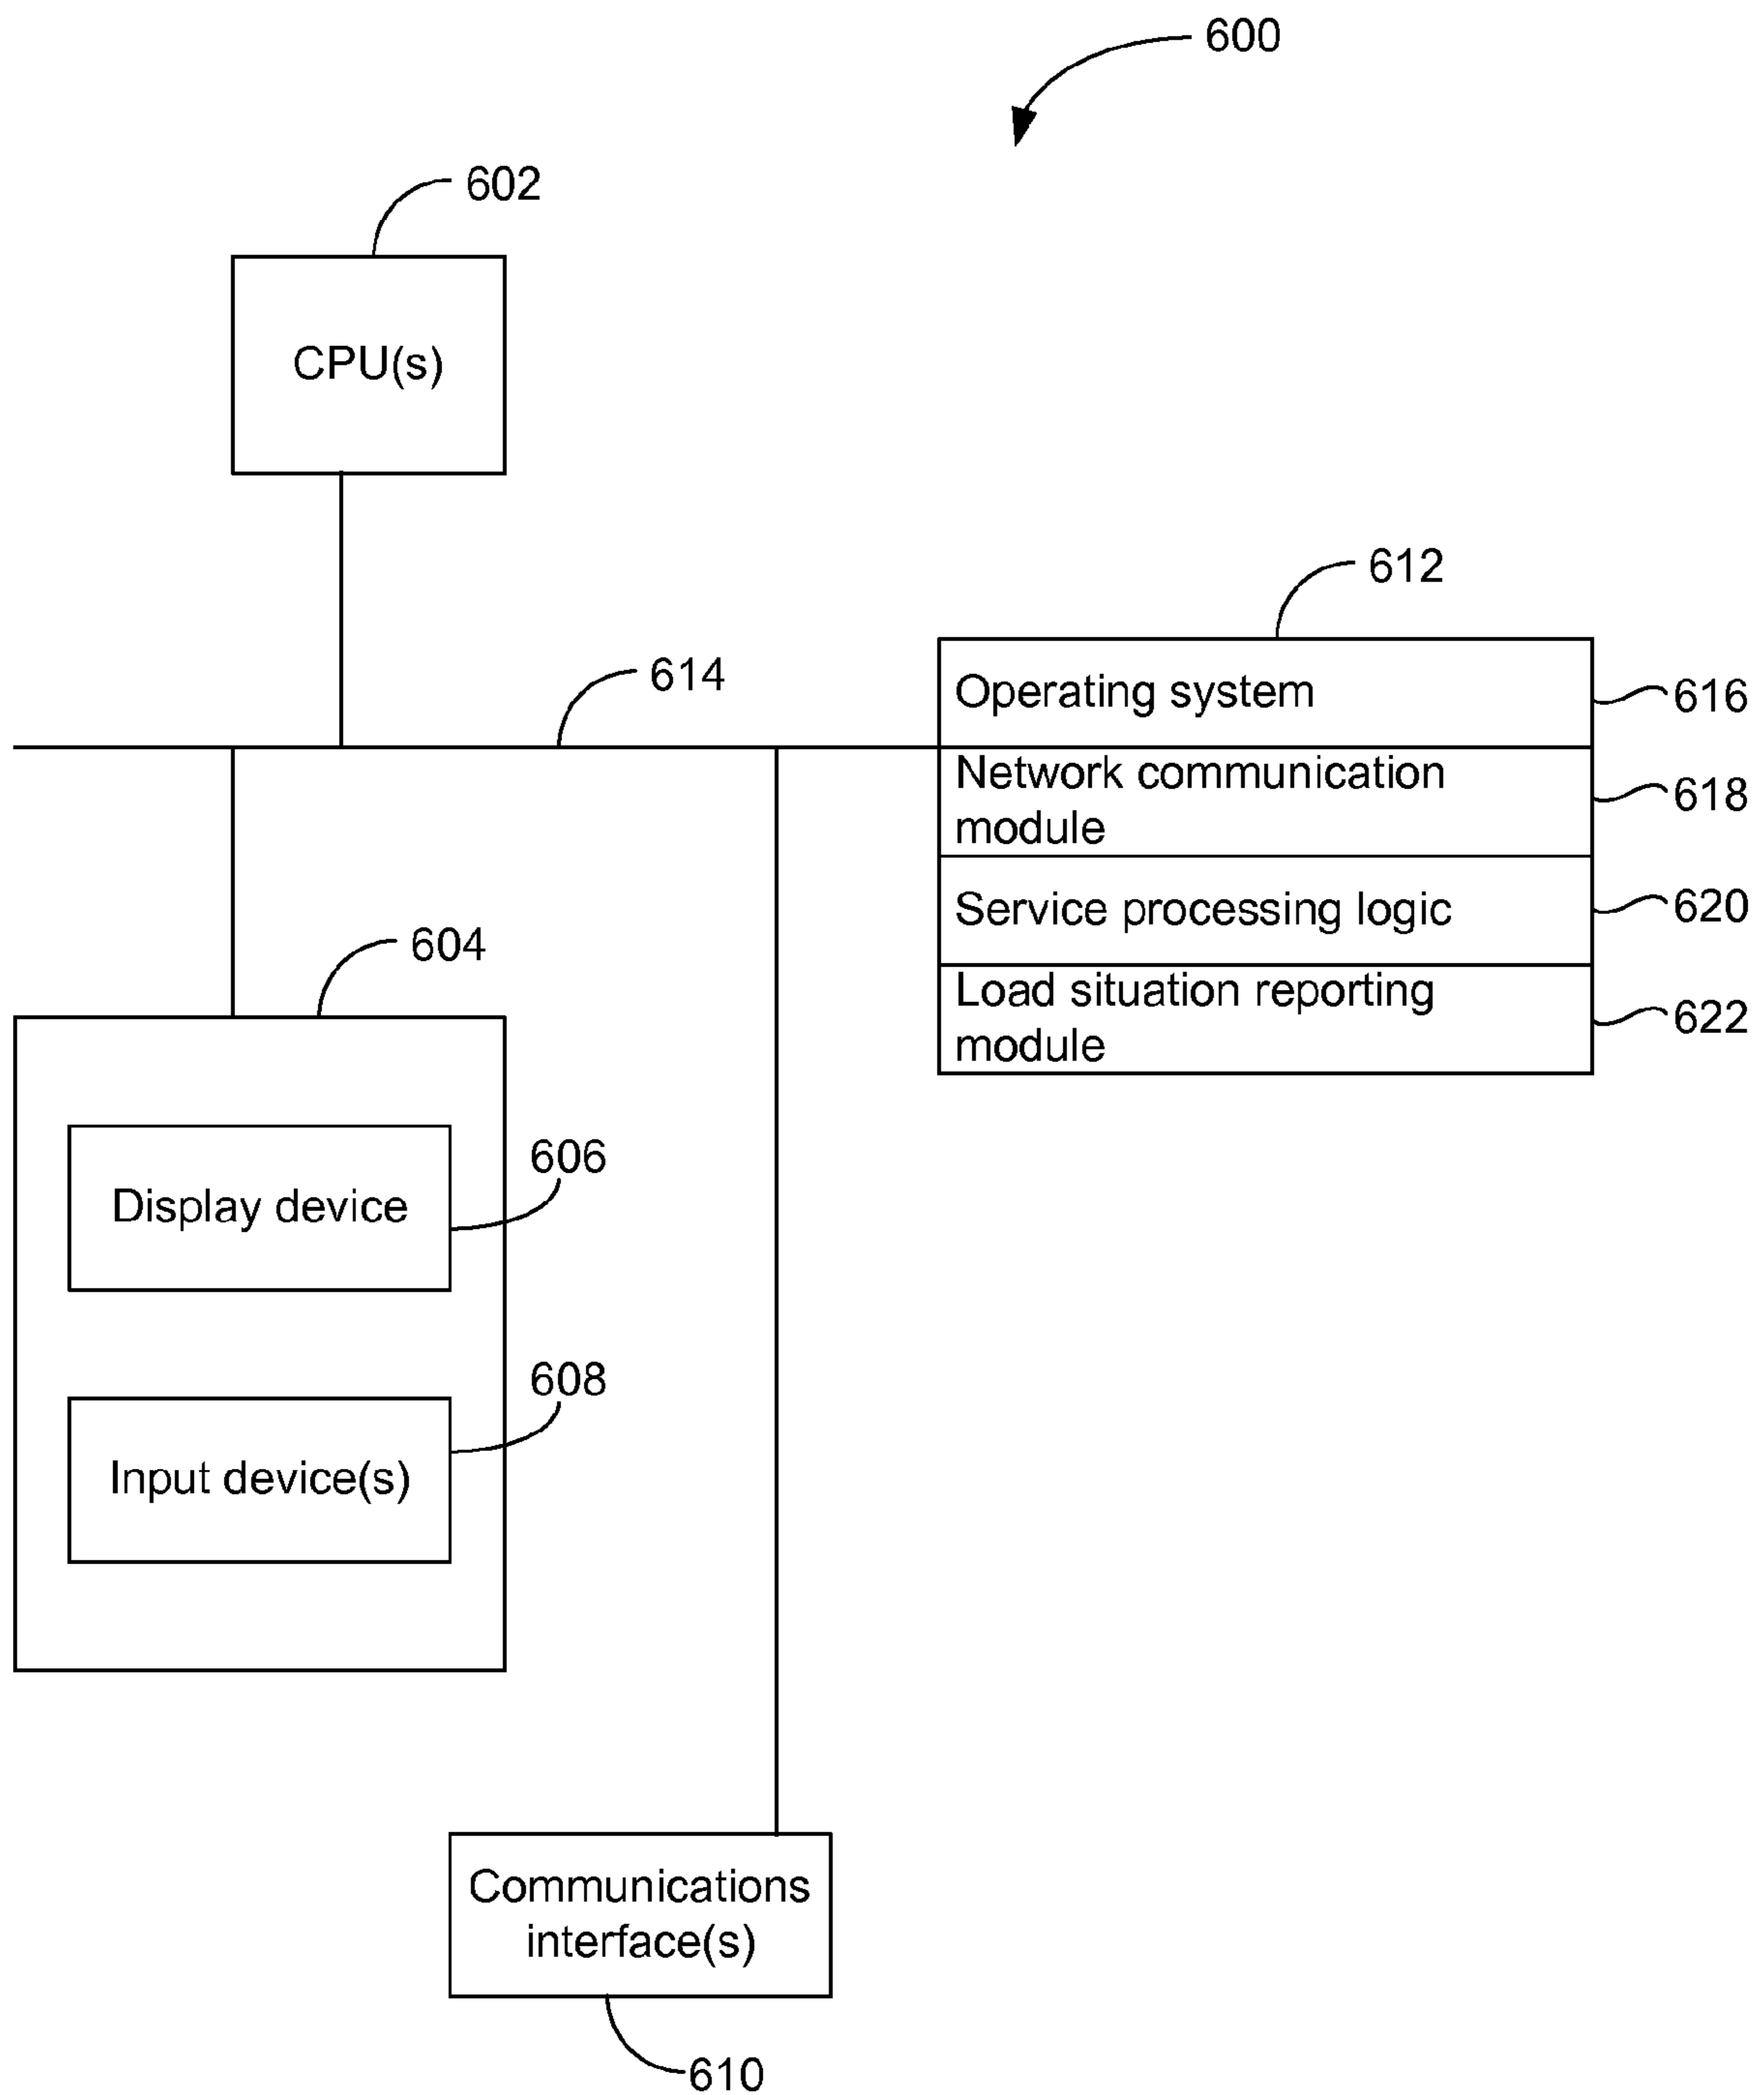 600
602
CPU(s)
612
614
Operating system
616
Network communication
module
618
Service processing logic
620
Load situation reporting
module
622
604
606
Display device
608
Input device(s)
Communications
interface(s)
610